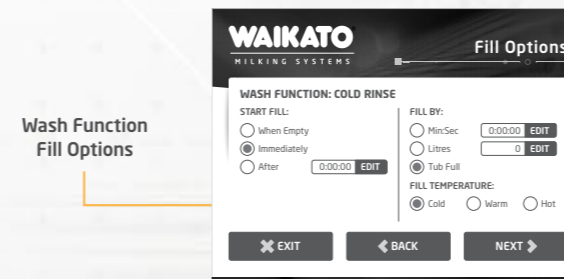 Wash Function
Fill Options
WAIKATO
MILKING SYSTEMS
Fill Options
WASH FUNCTION: COLD RINSE
START FILL:
When Empty
Immediately
After 0:00:00 EDIT
FILL BY:
Min:Sec 0:00:00 EDIT
Litres 0 EDIT
Tub Full
FILL TEMPERATURE:
Cold Warm Hot
EXIT BACK NEXT